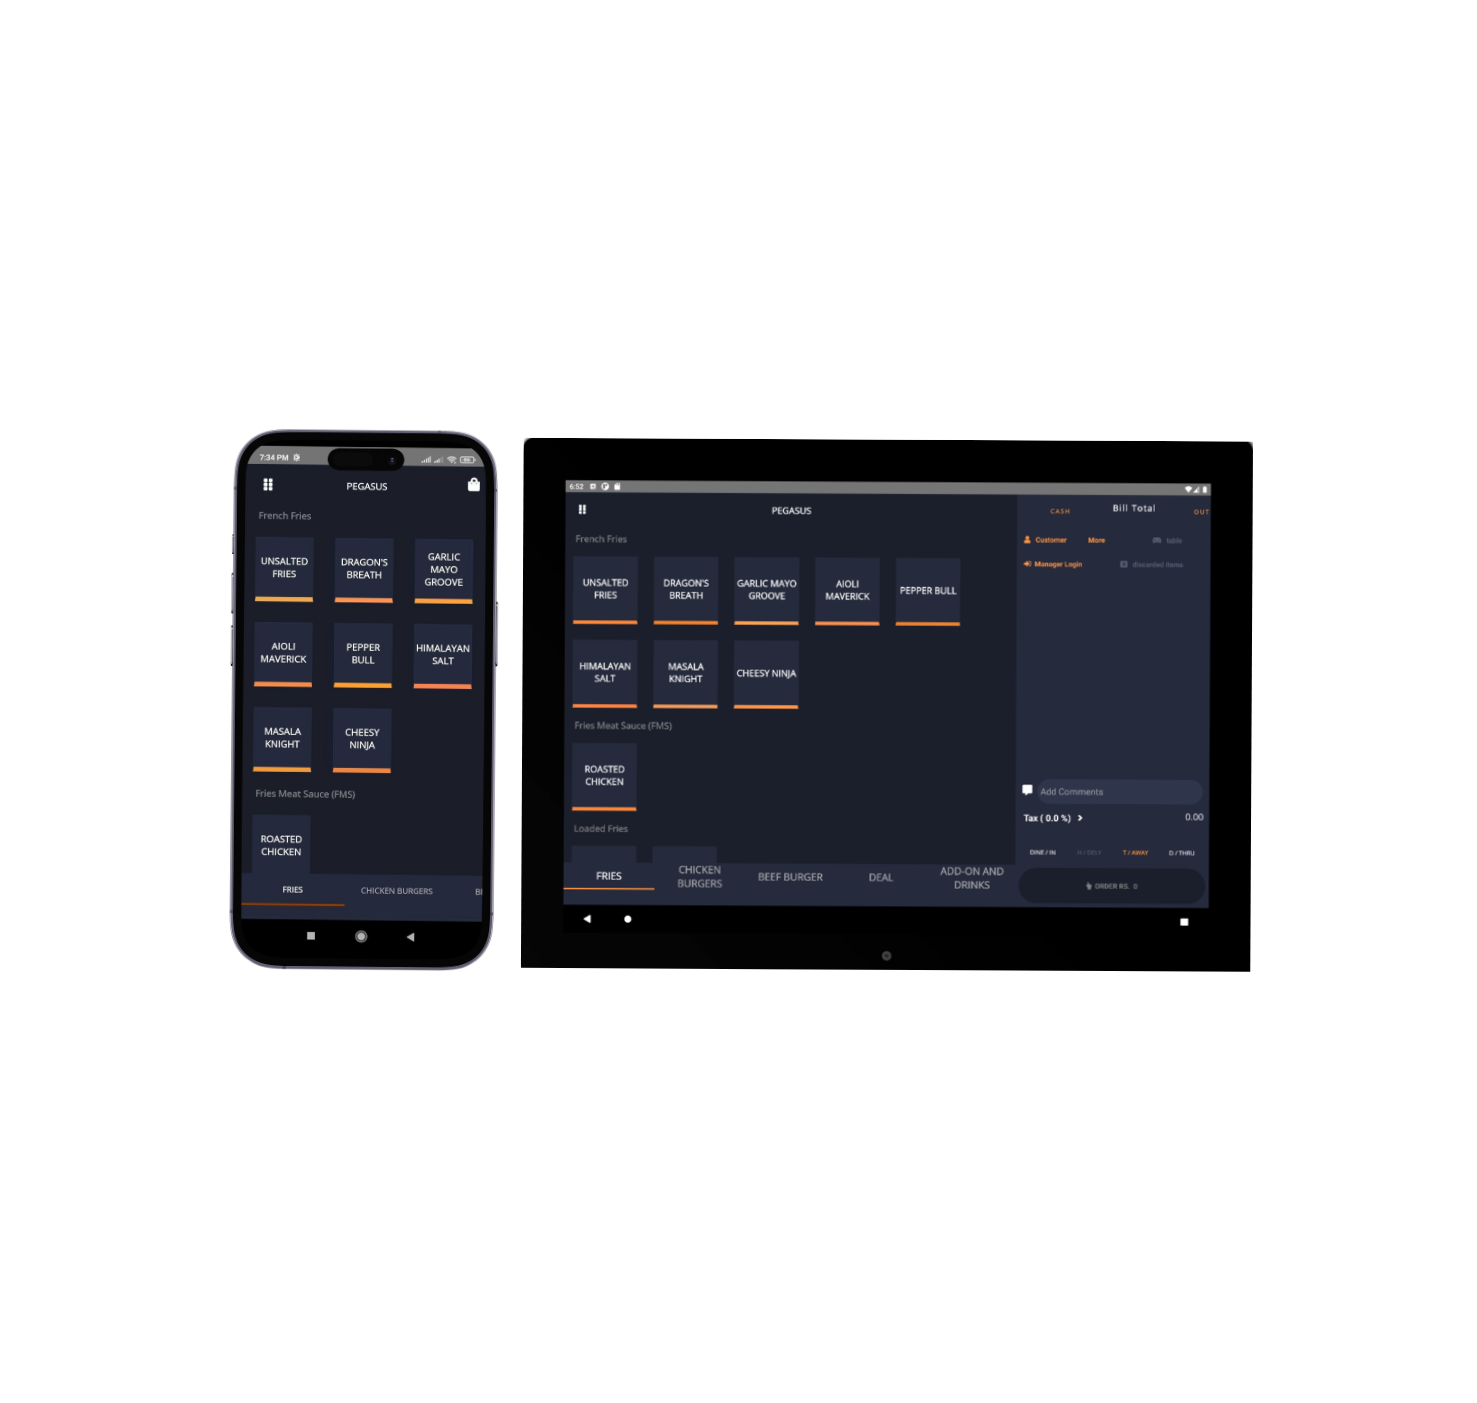 7:34 PM
PEGASUS
French Fries
UNSALTED
FRIES
DRAGON'S
BREATH
GARLIC
MAYO
GROOVE
AIOLI
MAVERICK
PEPPER
BULL
HIMALAYAN
SALT
MASALA
KNIGHT
CHEESY
NINJA
Fries Meat Sauce (FMS)
ROASTED
CHICKEN
FRIES
CHICKEN BURGERS
6:52
PEGASUS
French Fries
UNSALTED
FRIES
DRAGON'S
BREATH
GARLIC MAYO
GROOVE
AIOLI
MAVERICK
PEPPER BULL
HIMALAYAN
SALT
MASALA
KNIGHT
CHEESY NINJA
Fries Meat Sauce (FMS)
ROASTED
CHICKEN
Loaded Fries
FRIES
CHICKEN
BURGERS
BEEF BURGER
DEAL
ADD-ON AND
DRINKS
CASH
Bill Total
OUT
Customer
More
table
Manager Login
discarded items
Add Comments
Tax ( 0.0 %)
0.00
DINE / IN
T / AWAY
D / THRU
ORDER RS. 0